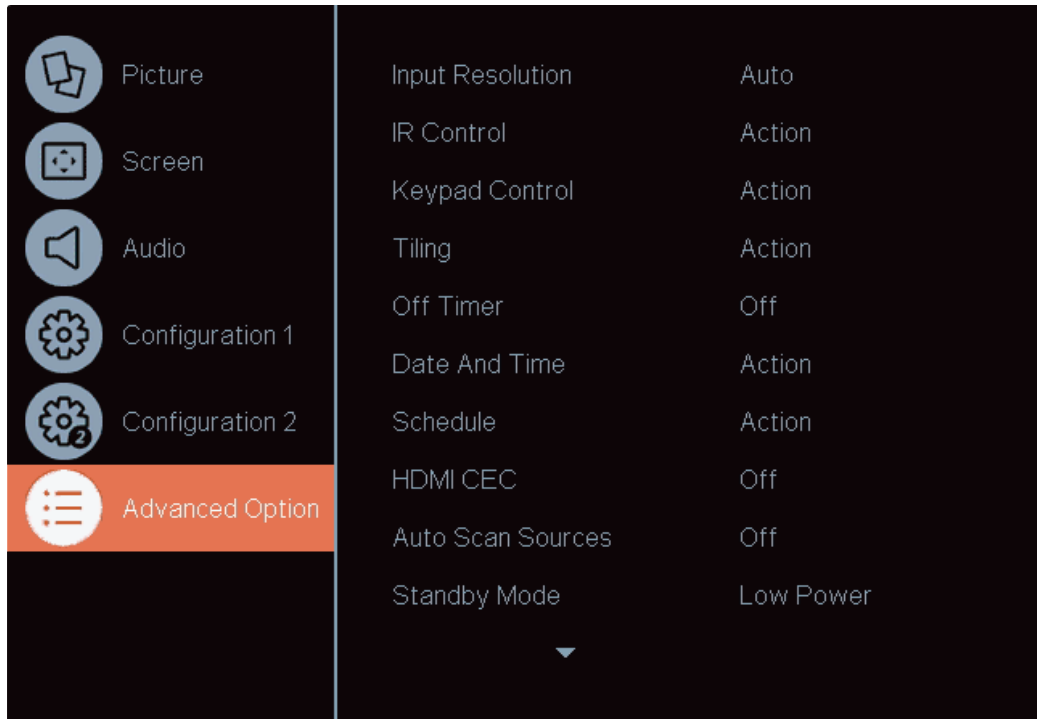 Picture
Screen
Audio
Configuration 1
Configuration 2
2
Advanced Option
Input Resolution Auto
IR Control Action
Keypad Control Action
Tiling Action
Off Timer Off
Date And Time Action
Schedule Action
HDMI CEC Off
Auto Scan Sources Off
Standby Mode Low Power